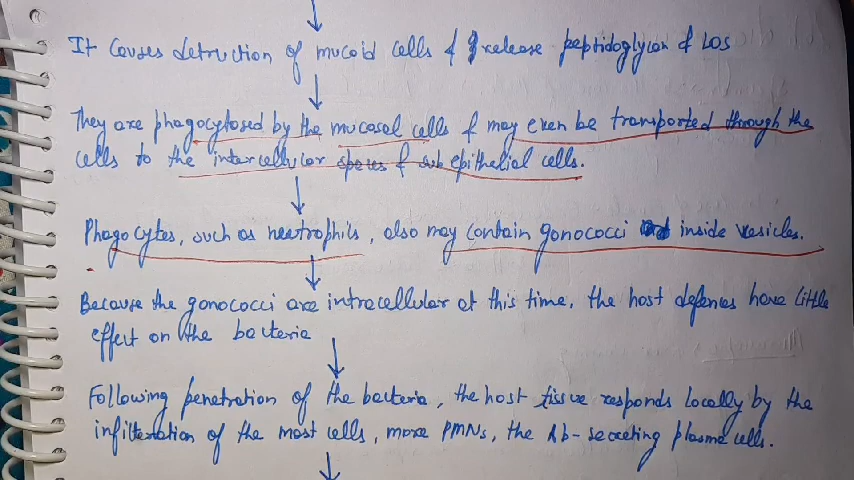 It causes detruction of mucoid cells & release peptidoglycan & LOS
They are phagocytosed by the mucosal cells & may even be transported through the
cells to the intercellular spaces & sub epithelial cells.
Phagocytes, such as neutrophils, also may contain gonococci inside vesicles.
Because the gonococci are intracellular at this time, the host defences have little
effect on the bacteria
Following penetration of the bacteria, the host tissue responds locally by the
infilteration of the mast cells, more PMNs, the Ab-secreting plasma cells.